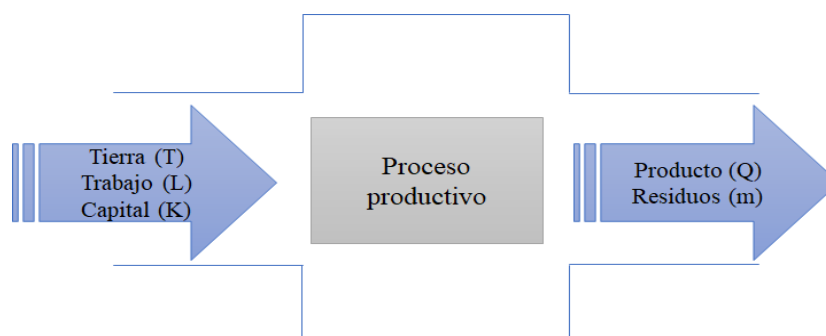 Tierra (T)
Trabajo (L)
Capital (K)
Proceso
productivo
Producto (Q)
Residuos (m)